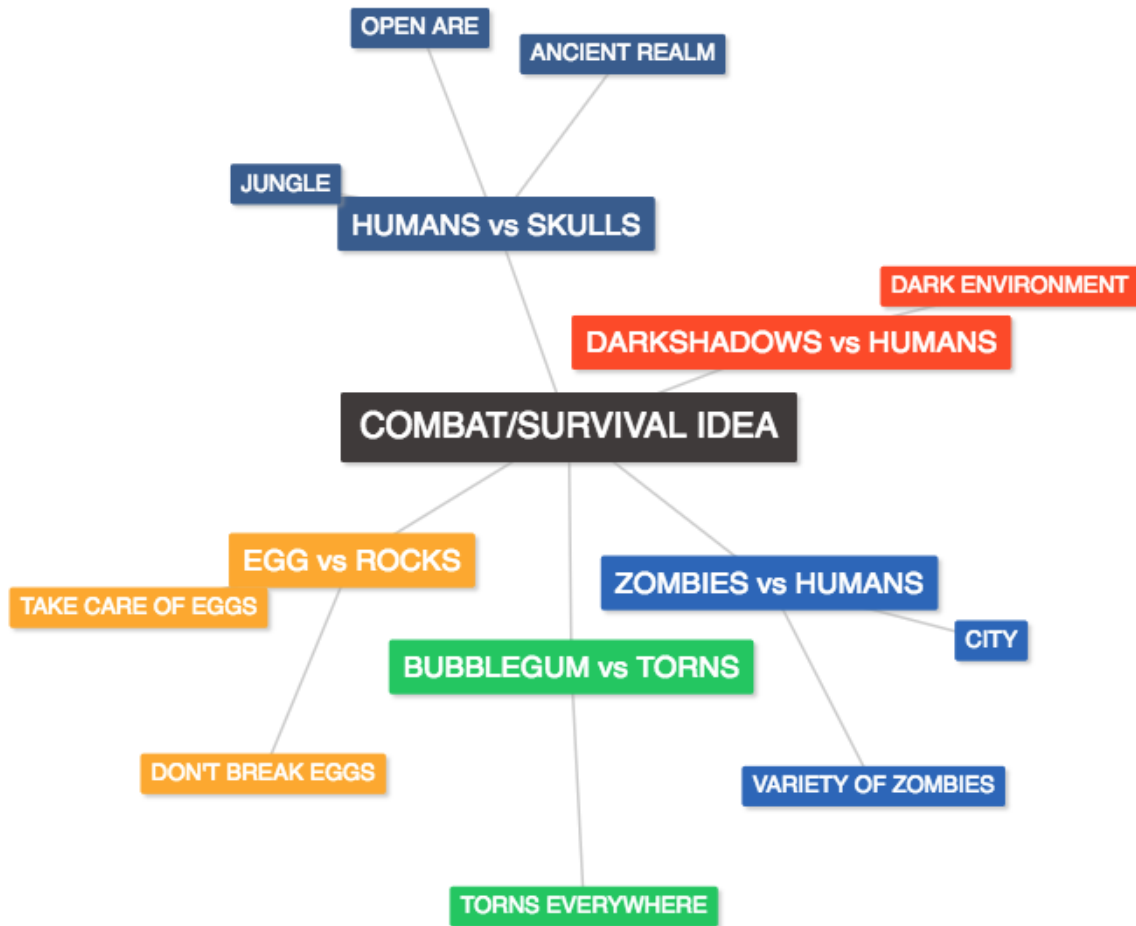 OPEN ARE
ANCIENT REALM
JUNGLE
HUMANS vs SKULLS
DARK ENVIRONMENT
DARKSHADOWS vs HUMANS
COMBAT/SURVIVAL IDEA
EGG vs ROCKS
TAKE CARE OF EGGS
ZOMBIES vs HUMANS
CITY
BUBBLEGUM vs TORNS
DON'T BREAK EGGS
VARIETY OF ZOMBIES
TORNS EVERYWHERE